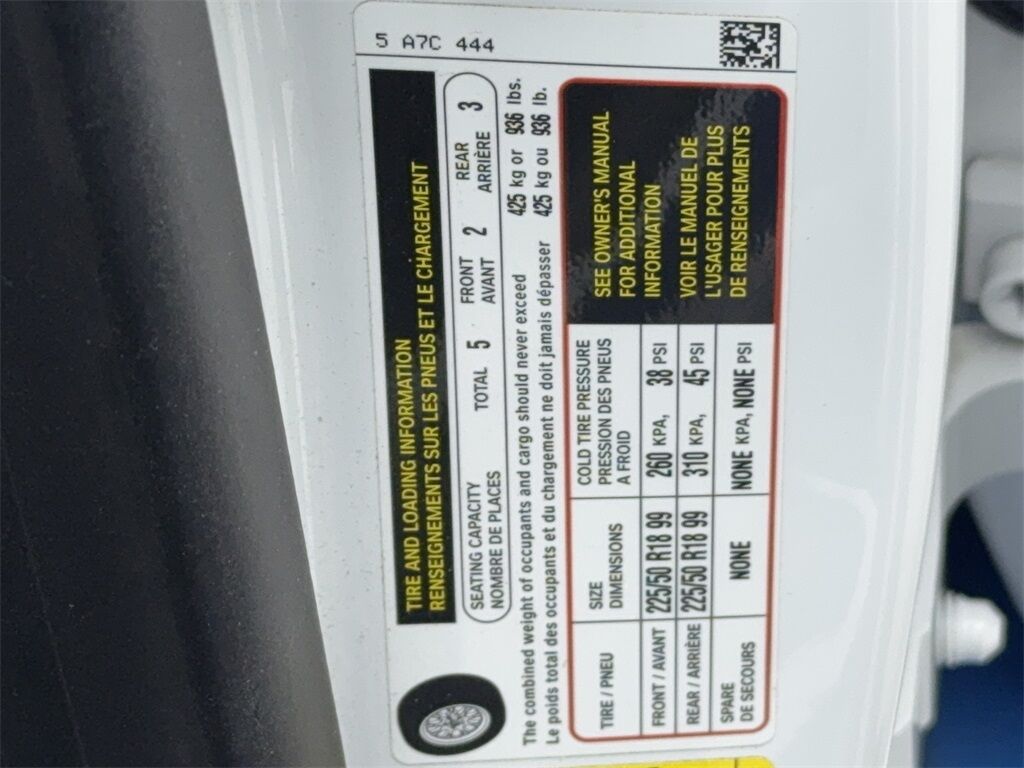 5 A7C 444
TIRE AND LOADING INFORMATION
RENSEIGNEMENTS SUR LES PNEUS ET LE CHARGEMENT
SEATING CAPACITY
NOMBRE DE PLACES
TOTAL 5
FRONT
AVANT
2
REAR
ARRIÈRE
3
The combined weight of occupants and cargo should never exceed 425 kg or 936 lbs.
Le poids total des occupants et du chargement ne doit jamais dépasser 425 kg ou 936 lb.
TIRE / PNEU
SIZE
DIMENSIONS
COLD TIRE PRESSURE
PRESSION DES PNEUS
A FROID
FRONT / AVANT 225/50 R18 99 260 KPA, 38 PSI
REAR / ARRIÈRE 225/50 R18 99 310 KPA, 45 PSI
SPARE
DE SECOURS
NONE NONE KPA, NONE PSI
SEE OWNER'S MANUAL
FOR ADDITIONAL
INFORMATION
VOIR LE MANUEL DE
L'USAGER POUR PLUS
DE RENSEIGNEMENTS